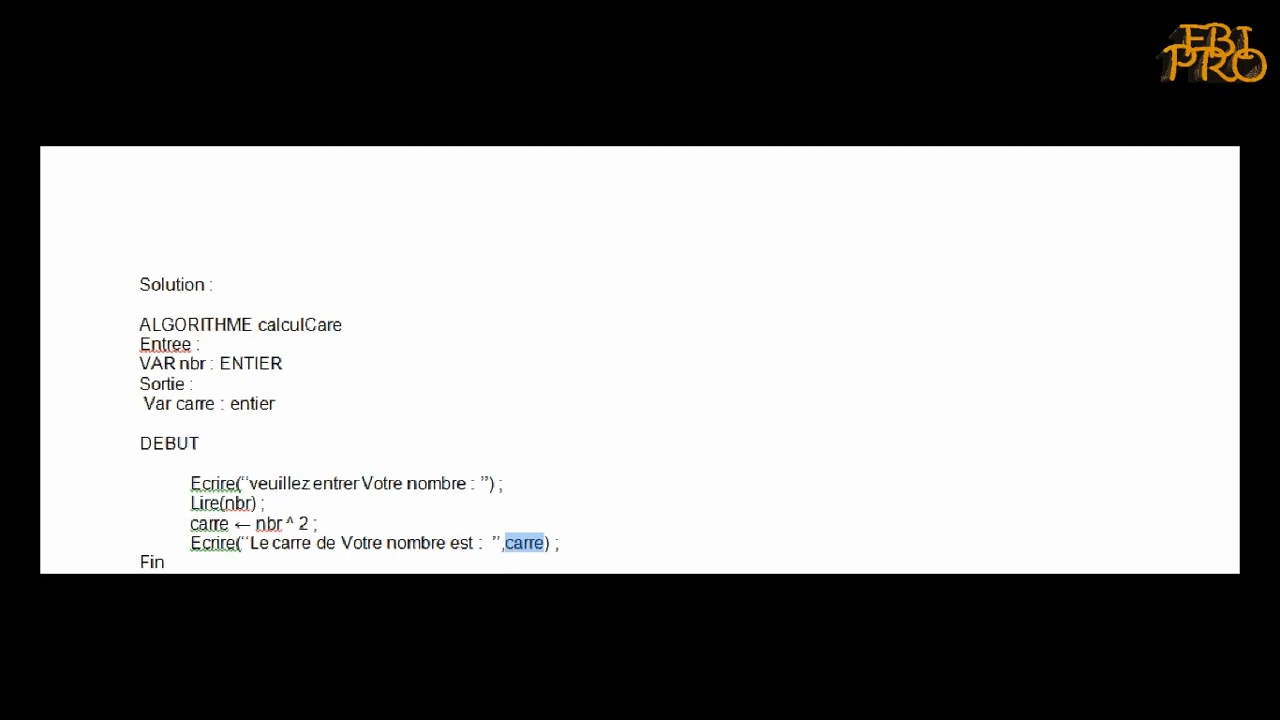 FBI
PRO
Solution :
ALGORITHME calculCare
Entree :
VAR nbr : ENTIER
Sortie :
Var carre : entier
DEBUT
Ecrire(‘‘veuillez entrer Votre nombre : ’’) ;
Lire(nbr) ;
carre ← nbr ^ 2 ;
Ecrire(‘‘Le carre de Votre nombre est :  ’’,carre) ;
Fin